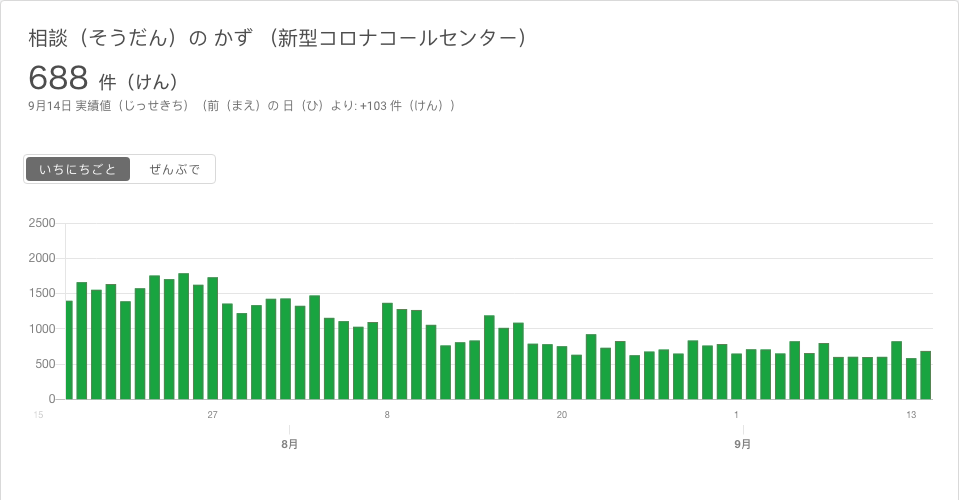 相談（そうだん）の かず （新型コロナコールセンター）
688 件（けん）
9月14日 実績値（じっせきち）（前（まえ）の 日（ひ）より: +103 件（けん））
いちにちごと ぜんぶで
2500
2000
1500
1000
500
0
15 27 8 20 1 13
8月 9月